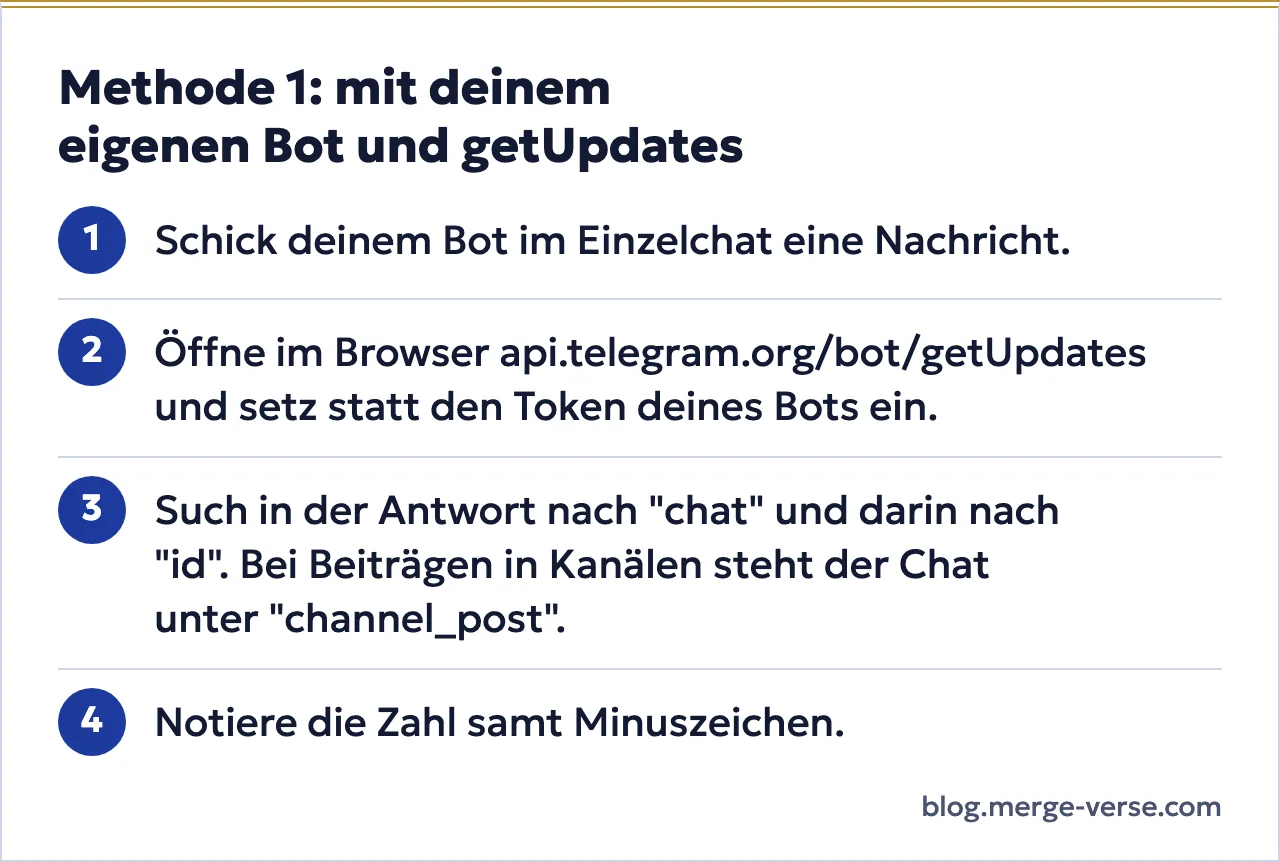 Methode 1: mit deinem
eigenen Bot und getUpdates
1
Schick deinem Bot im Einzelchat eine Nachricht.
2
Öffne im Browser api.telegram.org/bot/getUpdates
und setz statt den Token deines Bots ein.
3
Such in der Antwort nach "chat" und darin nach
"id". Bei Beiträgen in Kanälen steht der Chat
unter "channel_post".
4
Notiere die Zahl samt Minuszeichen.
blog.merge-verse.com